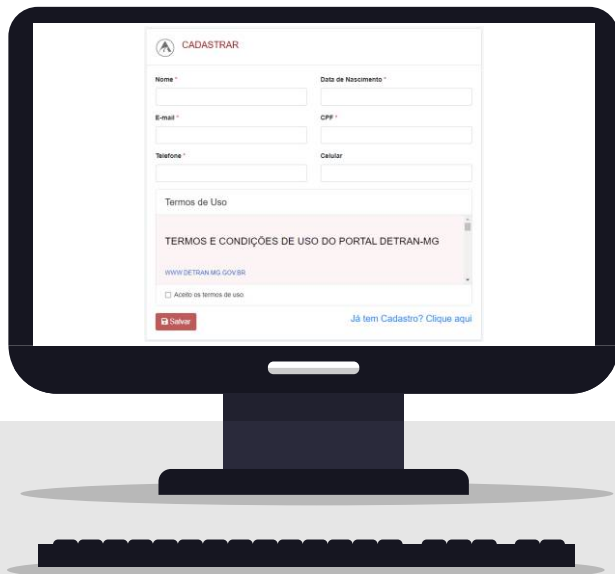 CADASTRAR
Nome * Data de Nascimento *
E-mail * CPF *
Telefone * Celular
Termos de Uso
TERMOS E CONDIÇÕES DE USO DO PORTAL DETRAN-MG
WWW.DETRAN.MG.GOV.BR
Aceito os termos de uso
Salvar Já tem Cadastro? Clique aqui